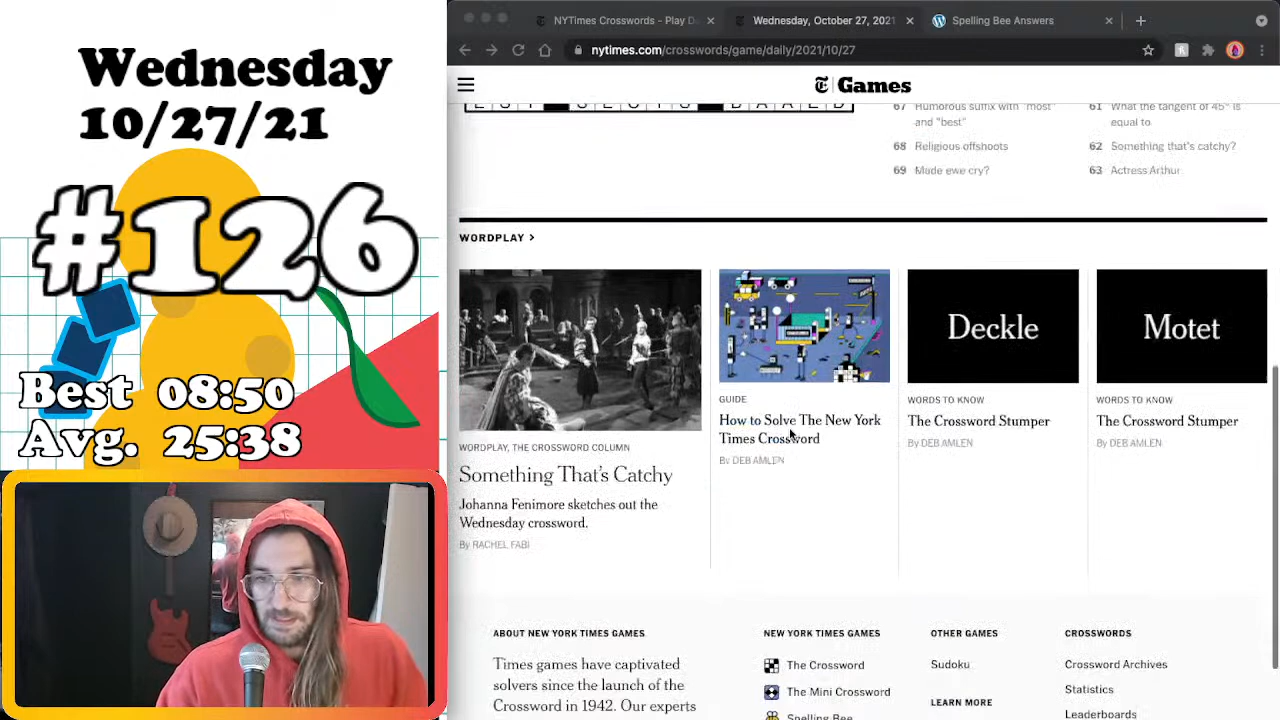 Wednesday
10/27/21
#126
Best 08:50
Avg. 25:38
NYTimes Crosswords - Play D
Wednesday, October 27, 2021
Spelling Bee Answers
nytimes.com/crosswords/game/daily/2021/10/27
T Games
67 Humorous suffix with "most"
and "best"
68 Religious offshoots
69 Made ewe cry?
61 What the tangent of 45° is
equal to
62 Something that's catchy?
63 Actress Arthur
WORDPLAY >
WORDPLAY, THE CROSSWORD COLUMN
Something That's Catchy
Johanna Fenimore sketches out the
Wednesday crossword.
By RACHEL FABI
GUIDE
How to Solve The New York
Times Crossword
By DEB AMLEN
Deckle
WORDS TO KNOW
The Crossword Stumper
By DEB AMLEN
Motet
WORDS TO KNOW
The Crossword Stumper
By DEB AMLEN
ABOUT NEW YORK TIMES GAMES
Times games have captivated
solvers since the launch of the
Crossword in 1942. Our experts
NEW YORK TIMES GAMES
The Crossword
The Mini Crossword
Spelling Bee
OTHER GAMES
Sudoku
LEARN MORE
CROSSWORDS
Crossword Archives
Statistics
Leaderboards